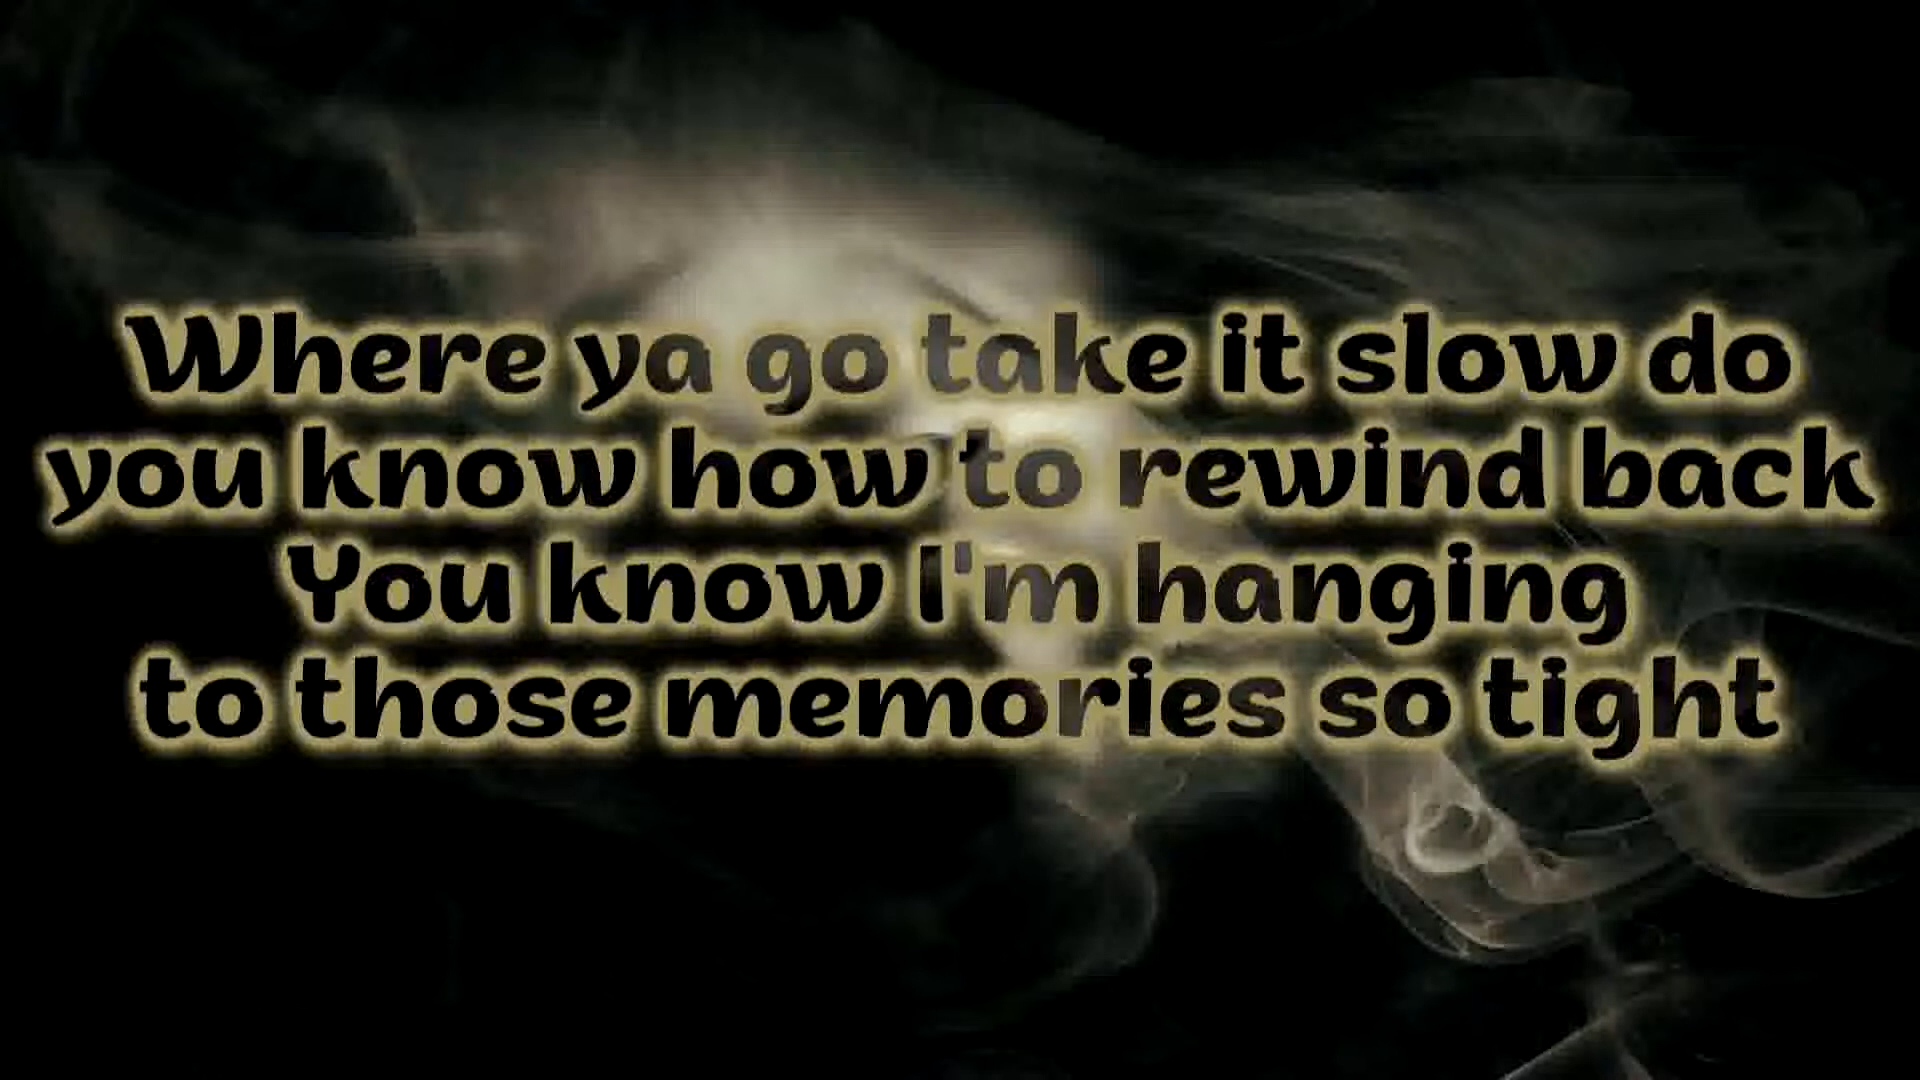 Where ya go take it slow do
you know how to rewind back
You know I'm hanging
to those memories so tight